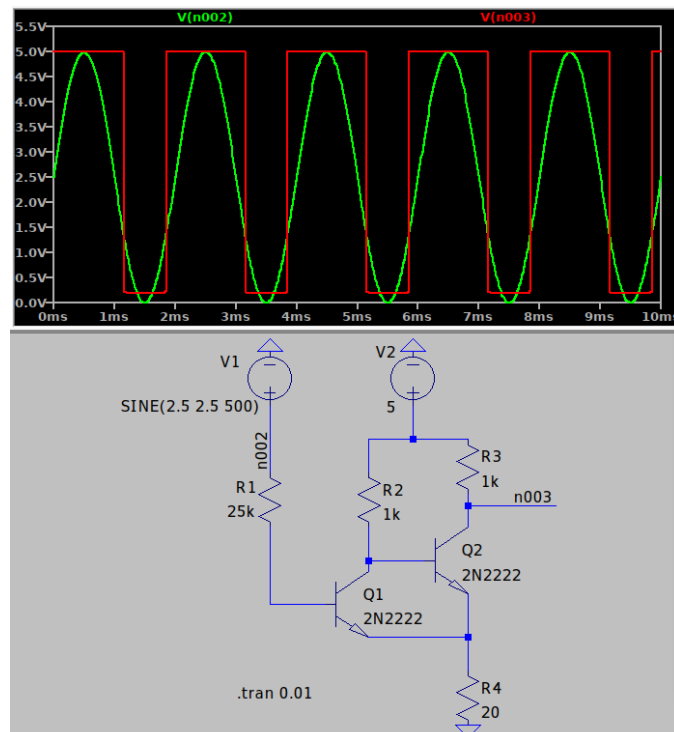 V(n002) V(n003)
5.5V
5.0V
4.5V
4.0V
3.5V
3.0V
2.5V
2.0V
1.5V
1.0V
0.5V
0.0V
0ms 1ms 2ms 3ms 4ms 5ms 6ms 7ms 8ms 9ms 10ms
V1 V2
SINE(2.5 2.5 500) 5
n002
R1
25k
R2
1k
R3
1k
n003
Q1
2N2222
Q2
2N2222
.tran 0.01
R4
20